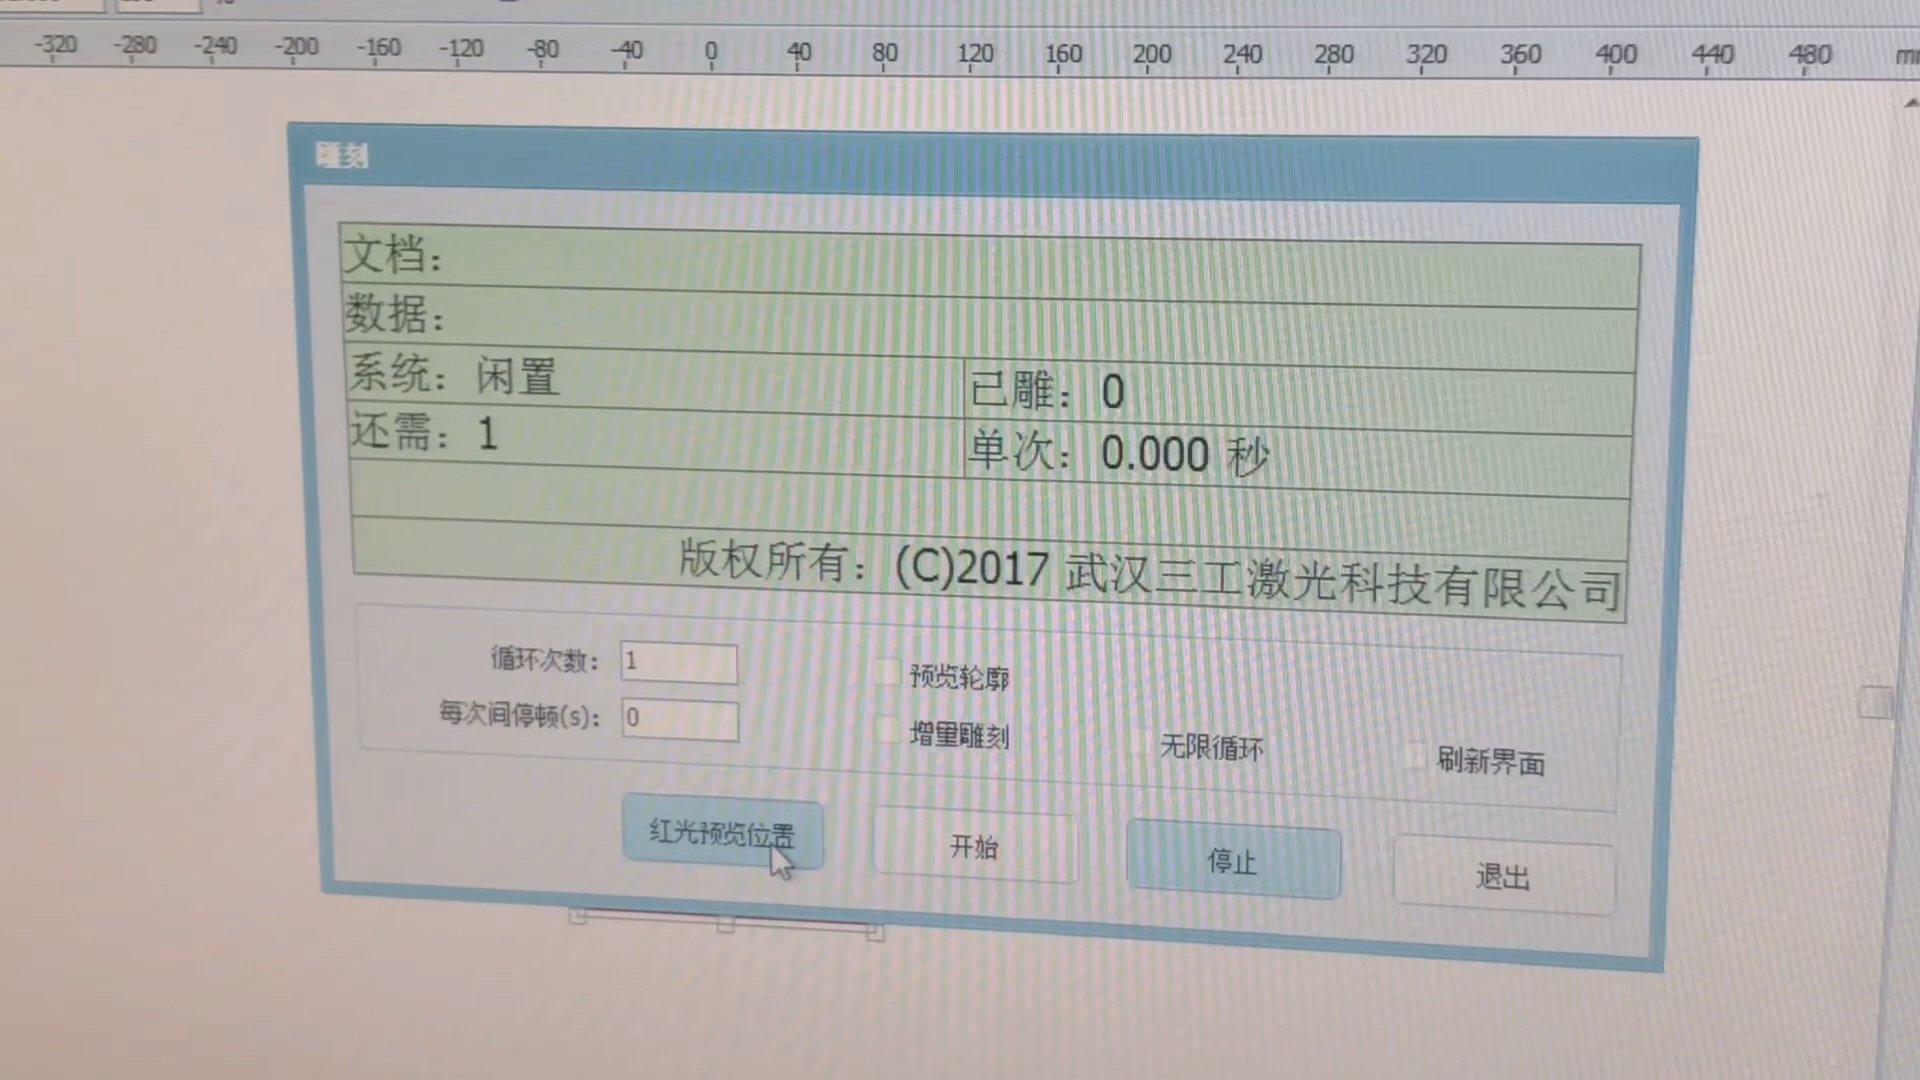 -320 -280 -240 -200 -160 -120 -80 -40 0 40 80 120 160 200 240 280 320 360 400 440 480
雕刻
文档：
数据：
系统： 闲置
己雕： 0
还需： 1
单次： 0.000 秒
版权所有：(C)2017 武汉三工激光科技有限公司
循环次数： 1
预览轮廓
每次间停顿(s)： 0
增里雕刻
无限循环
刷新界面
红光预览位置
开始
停止
退出